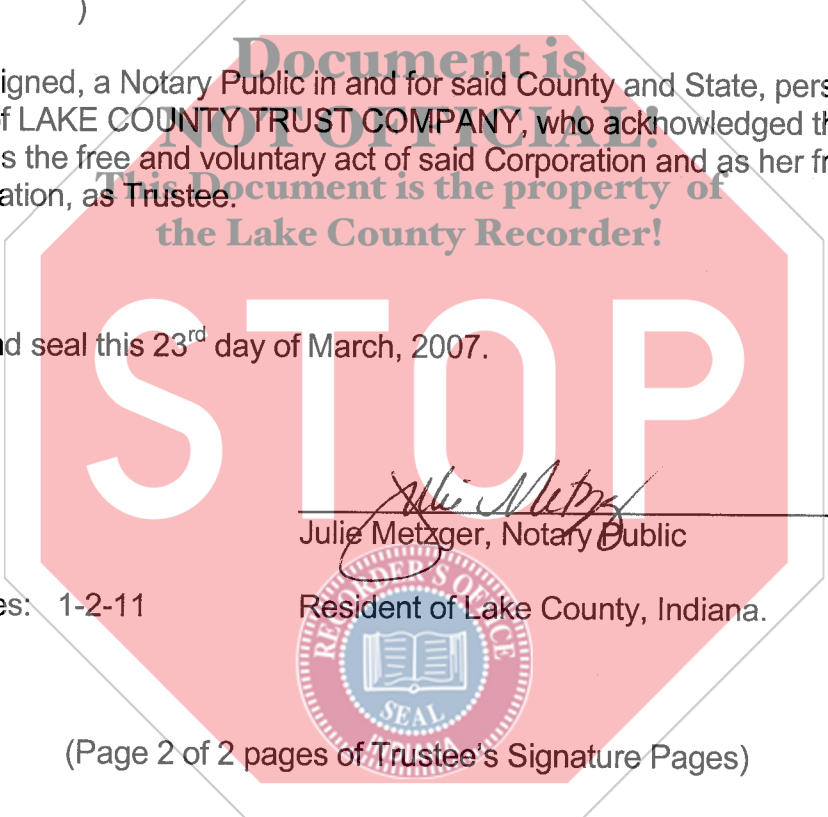 )
Document is
igned, a Notary Public in and for said County and State, pers
NOT OFFICIAL!
f LAKE COUNTY TRUST COMPANY, who acknowledged th
s the free and voluntary act of said Corporation and as her fr
This Document is the property of
ation, as Trustee.
the Lake County Recorder!
STOP
nd seal this 23rd day of March, 2007.
Julie Metzger
Julie Metzger, Notary Public
es: 1-2-11
Resident of Lake County, Indiana.
RECORDER'S OFFICE
SEAL
(Page 2 of 2 pages of Trustee's Signature Pages)